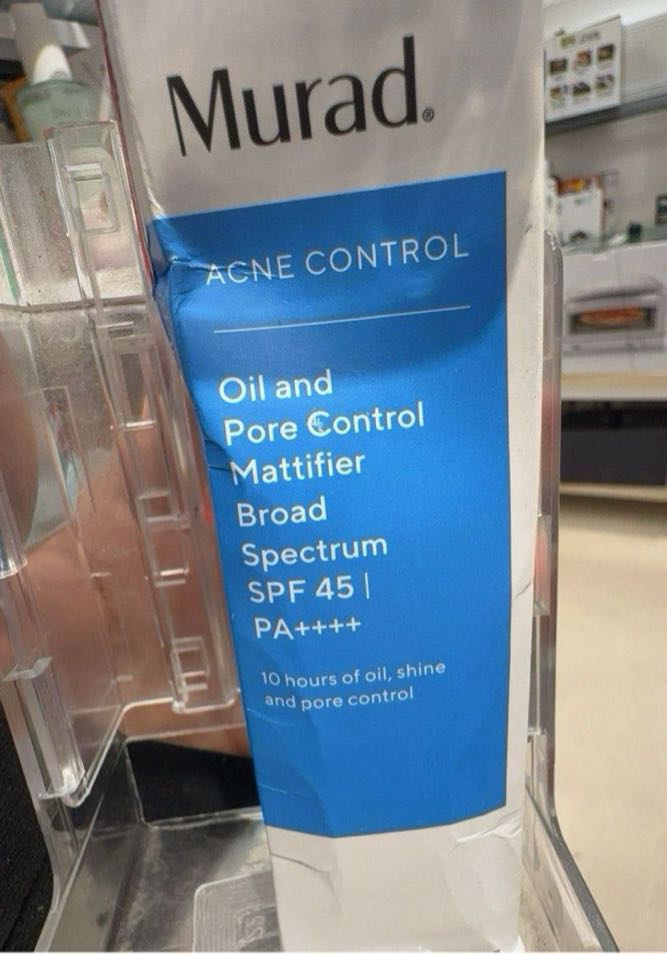 Murad®
ACNE CONTROL
Oil and
Pore Control
Mattifier
Broad
Spectrum
SPF 45 |
PA++++
10 hours of oil, shine
and pore control